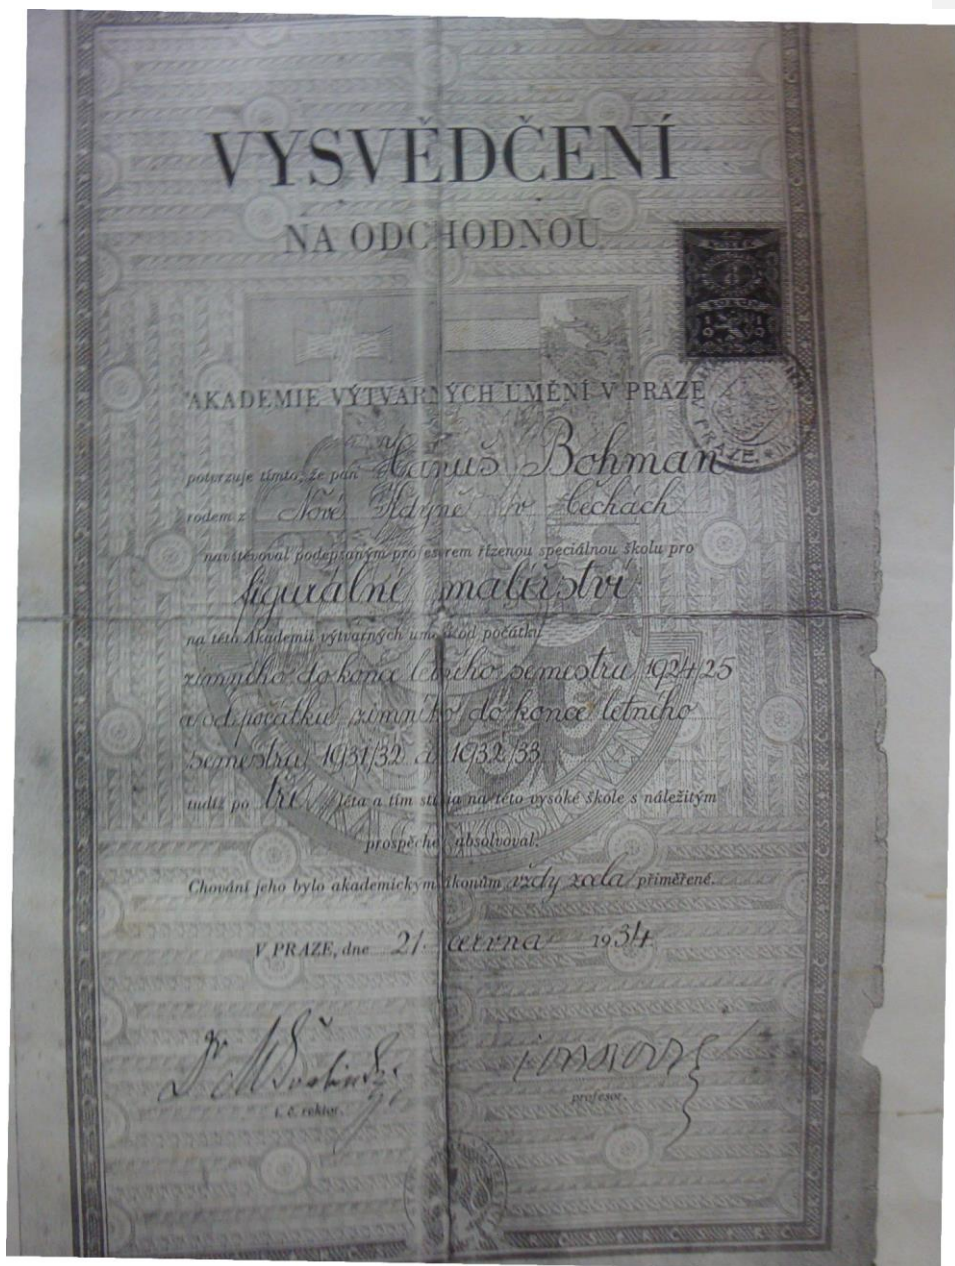 VYSVĚDČENÍ
NA ODCHODNOU
AKADEMIE VÝTVARNÝCH UMĚNÍ V PRAZE
potvrzuje tímto, že pan Hanuš Bohman
rodem z Nové Kdyně v Čechách
navštěvoval podepsaným profesorem řízenou speciálnou školu pro
figurální malířství
na této Akademii výtvarných umění od počátku
zimního do konce letního semestru 1924/25
a od počátku zimního do konce letního
semestru 1931/32 a 1932/33
tudíž po tři léta a tím studia na této vysoké škole s náležitým
prospěchem absolvoval.
Chování jeho bylo akademickým zákonům vždy zcela přiměřené.
V PRAZE, dne 21. června 1934
t. č. rektor.
profesor.